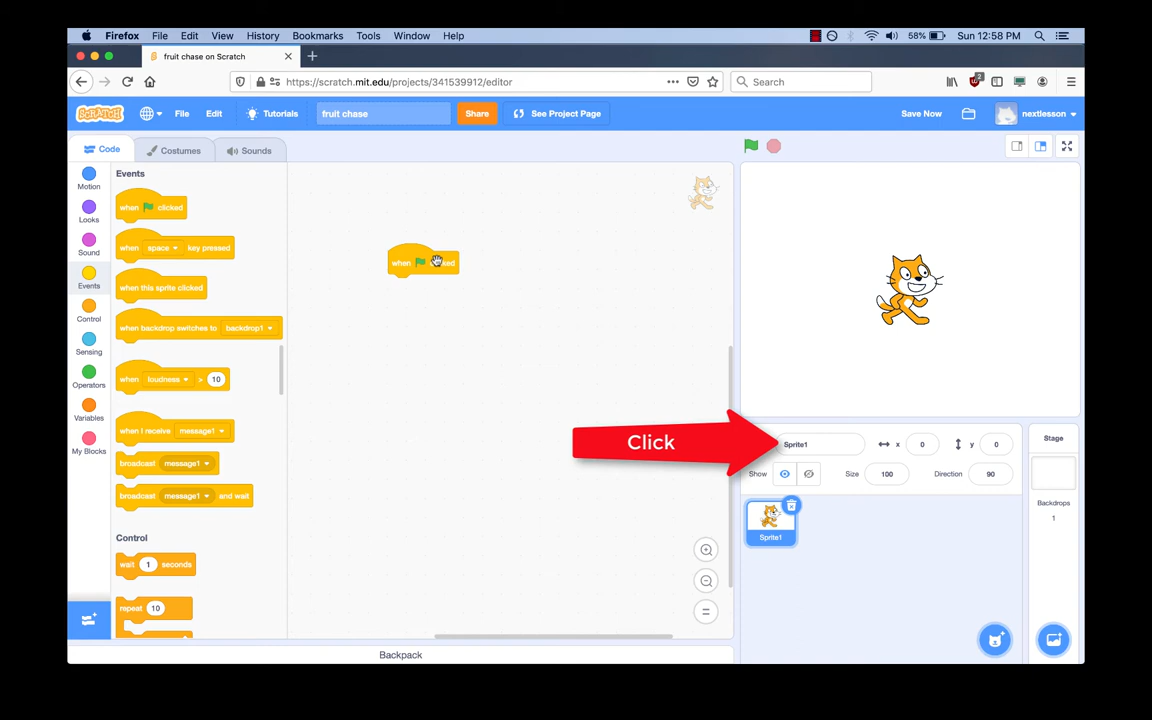 Firefox File Edit View History Bookmarks Tools Window Help 58% Sun 12:58 PM
fruit chase on Scratch
https://scratch.mit.edu/projects/341539912/editor Search 2
SCRATCH File Edit Tutorials fruit chase Share See Project Page Save Now nextlesson
Code Costumes Sounds
Motion
Looks
Sound
Events
Control
Sensing
Operators
Variables
My Blocks
Events
when clicked
when space key pressed
when this sprite clicked
when backdrop switches to backdrop1
when loudness > 10
when I receive message1
broadcast message1
broadcast message1 and wait
Control
wait 1 seconds
repeat 10
when
Click
Sprite1 x 0 y 0
Show Size 100 Direction 90
Sprite1
Stage
Backdrops
1
Backpack